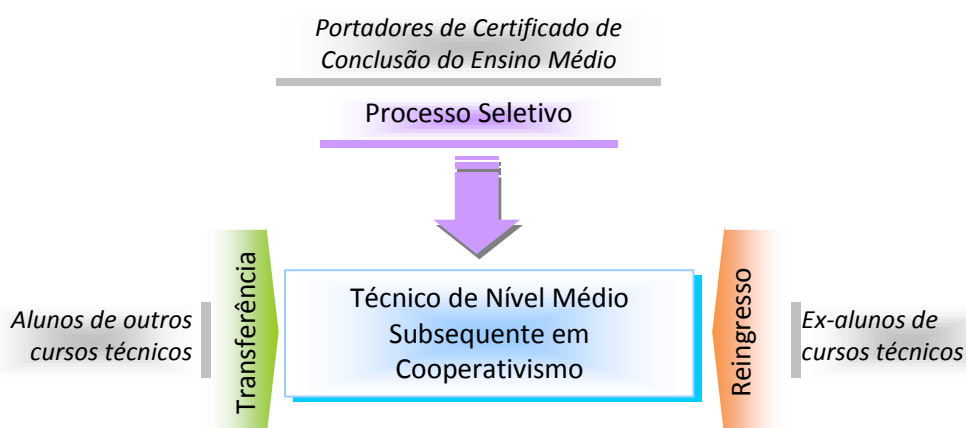 Portadores de Certificado de
Conclusão do Ensino Médio
Processo Seletivo
Transferência
Técnico de Nível Médio
Subsequente em
Cooperativismo
Reingresso
Alunos de outros
cursos técnicos
Ex-alunos de
cursos técnicos